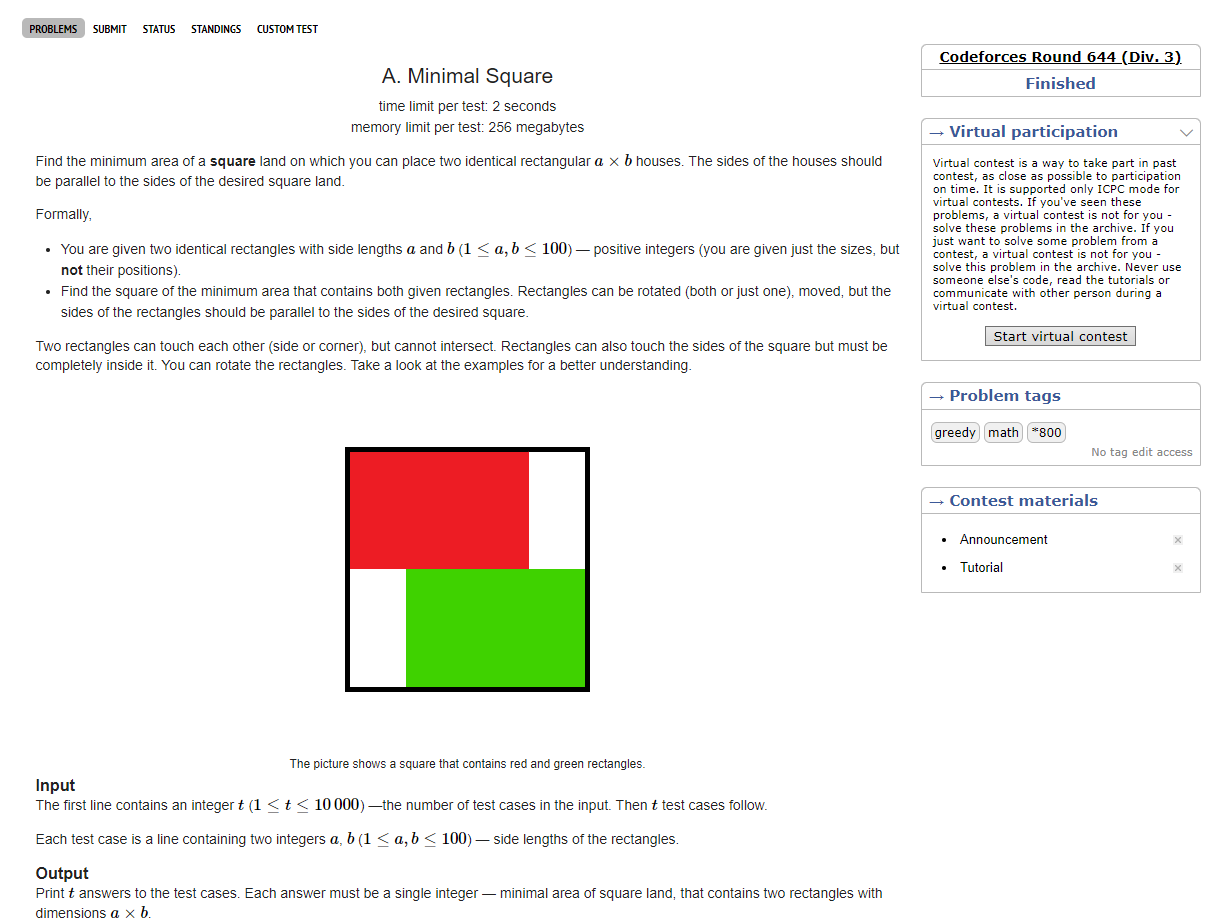 PROBLEMS SUBMIT STATUS STANDINGS CUSTOM TEST
A. Minimal Square
time limit per test: 2 seconds
memory limit per test: 256 megabytes
Find the minimum area of a square land on which you can place two identical rectangular a × b houses. The sides of the houses should
be parallel to the sides of the desired square land.
Formally,
• You are given two identical rectangles with side lengths a and b (1 ≤ a, b ≤ 100) — positive integers (you are given just the sizes, but
not their positions).
• Find the square of the minimum area that contains both given rectangles. Rectangles can be rotated (both or just one), moved, but the
sides of the rectangles should be parallel to the sides of the desired square.
Two rectangles can touch each other (side or corner), but cannot intersect. Rectangles can also touch the sides of the square but must be
completely inside it. You can rotate the rectangles. Take a look at the examples for a better understanding.
The picture shows a square that contains red and green rectangles.
Input
The first line contains an integer t (1 ≤ t ≤ 10 000) —the number of test cases in the input. Then t test cases follow.
Each test case is a line containing two integers a, b (1 ≤ a, b ≤ 100) — side lengths of the rectangles.
Output
Print t answers to the test cases. Each answer must be a single integer — minimal area of square land, that contains two rectangles with
dimensions a × b.
Codeforces Round 644 (Div. 3)
Finished
→ Virtual participation
Virtual contest is a way to take part in past
contest, as close as possible to participation
on time. It is supported only ICPC mode for
virtual contests. If you've seen these
problems, a virtual contest is not for you -
solve these problems in the archive. If you
just want to solve some problem from a
contest, a virtual contest is not for you -
solve this problem in the archive. Never use
someone else's code, read the tutorials or
communicate with other person during a
virtual contest.
Start virtual contest
→ Problem tags
greedy math *800
No tag edit access
→ Contest materials
• Announcement
• Tutorial